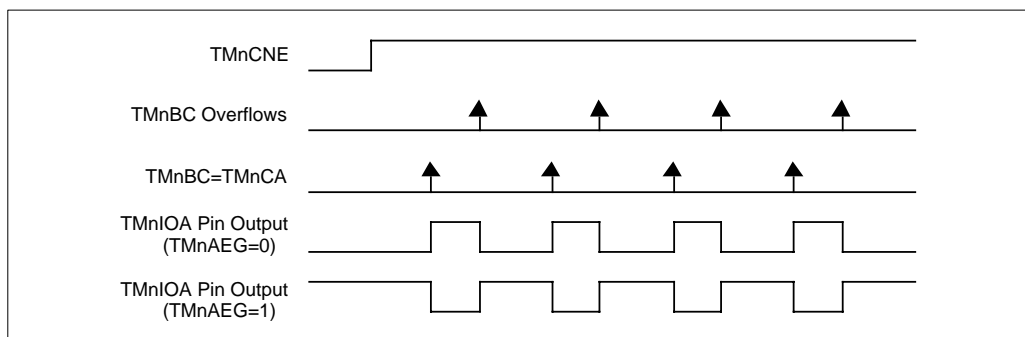 TMnCNE
TMnBC Overflows
TMnBC=TMnCA
TMnIOA Pin Output
(TMnAEG=0)
TMnIOA Pin Output
(TMnAEG=1)